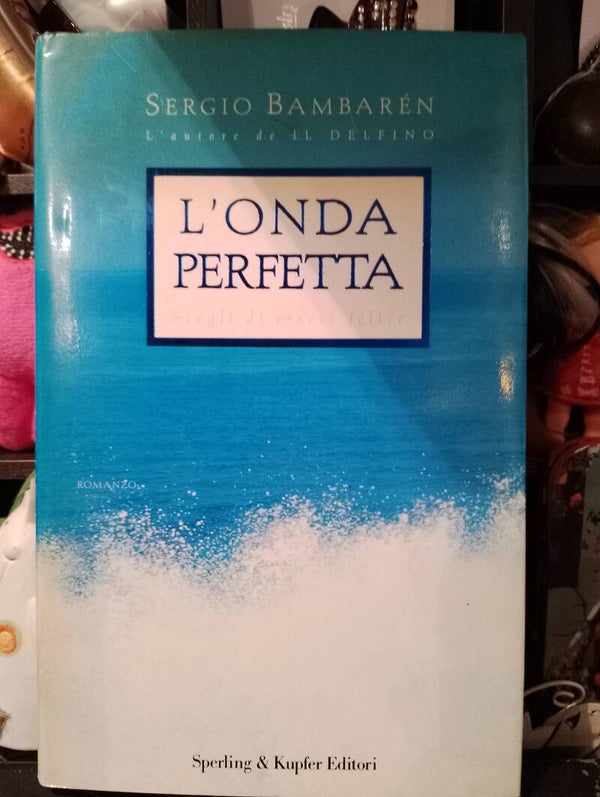 SERGIO BAMBARÉN
L'autore de IL DELFINO
L'ONDA
PERFETTA
Scegli di essere felice
ROMANZO
Sperling & Kupfer Editori